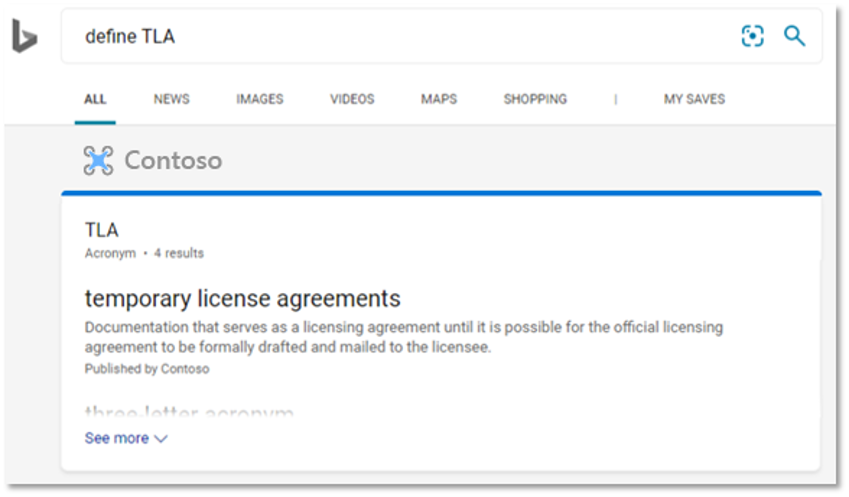 define TLA
ALL NEWS IMAGES VIDEOS MAPS SHOPPING | MY SAVES
Contoso
TLA
Acronym • 4 results
temporary license agreements
Documentation that serves as a licensing agreement until it is possible for the official licensing
agreement to be formally drafted and mailed to the licensee.
Published by Contoso
three-letter acronym
See more